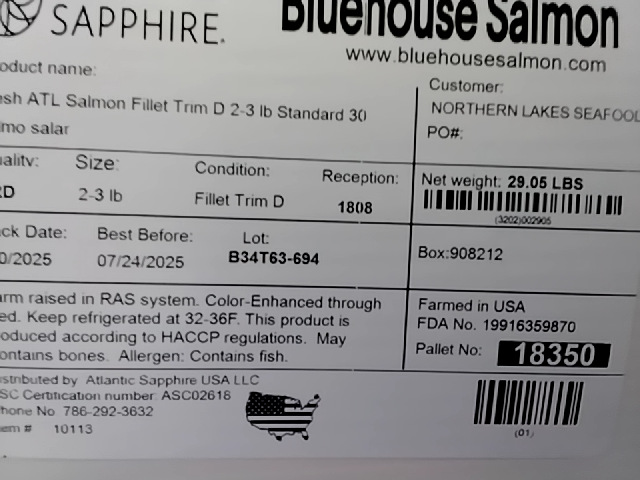 SAPPHIRE.
Bluehouse Salmon
www.bluehousesalmon.com
oduct name:
esh ATL Salmon Fillet Trim D 2-3 lb Standard 30
mo salar
Customer:
NORTHERN LAKES SEAFOOD
PO#:
uality:
RD
Size:
2-3 lb
Condition:
Fillet Trim D
Reception:
1808
Net weight: 29.05 LBS
(3202)002905
ck Date:
0/2025
Best Before:
07/24/2025
Lot:
B34T63-694
Box:908212
arm raised in RAS system. Color-Enhanced through
ed. Keep refrigerated at 32-36F. This product is
oduced according to HACCP regulations. May
ontains bones. Allergen: Contains fish.
Farmed in USA
FDA No. 19916359870
Pallet No: 18350
istributed by Atlantic Sapphire USA LLC
SC Certification number: ASC02618
hone No 786-292-3632
em # 10113
(01)